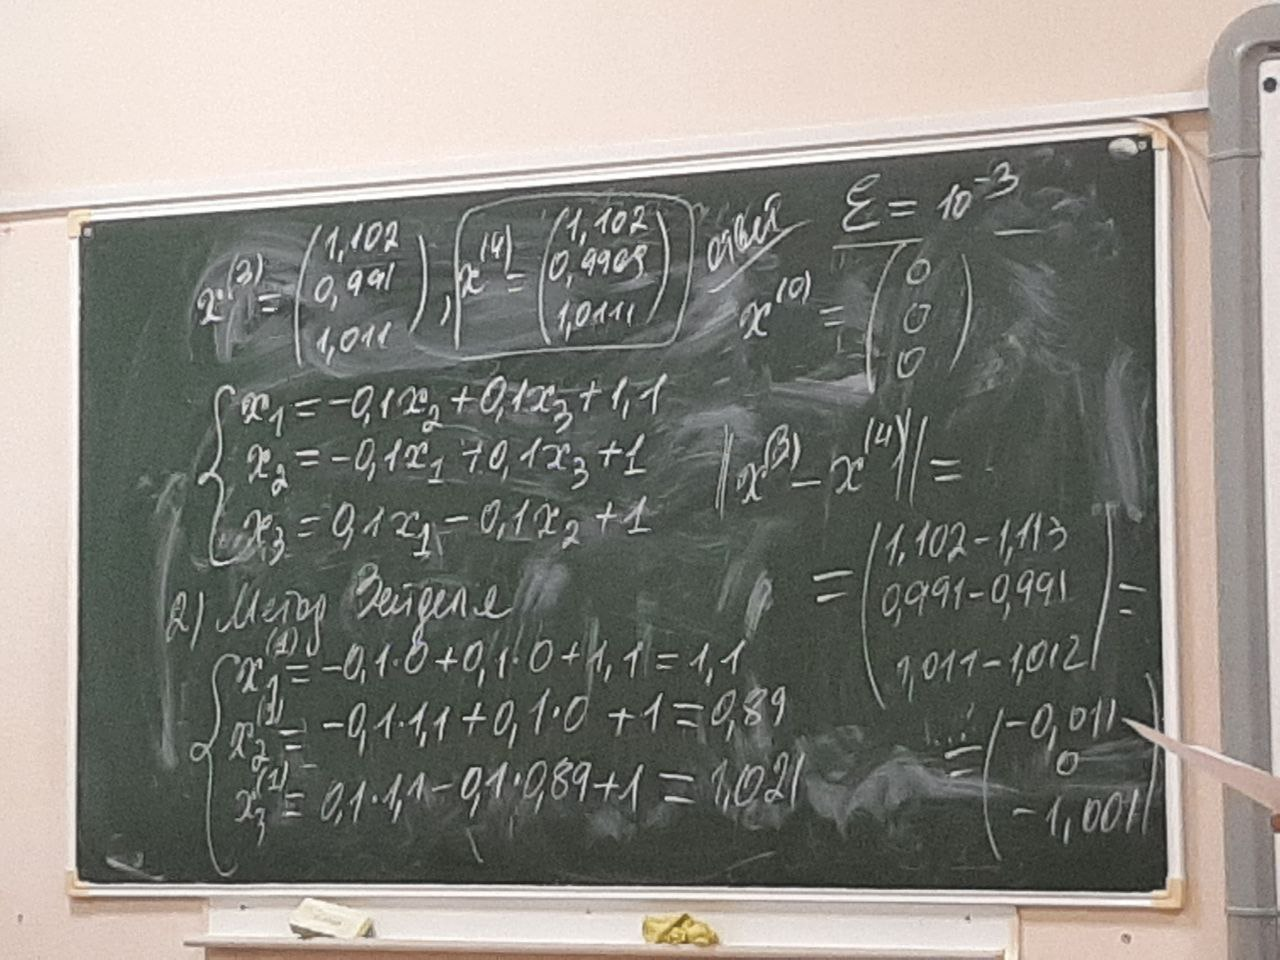 x^(3) = (1,102 0,991 1,011), x^(4) = (1,102 0,9909 1,0111) ответ
ε = 10^-3
x^(0) = (0 0 0)
{ x₁ = -0,1x₂ + 0,1x₃ + 1,1
x₂ = -0,1x₁ + 0,1x₃ + 1
x₃ = 0,1x₁ - 0,1x₂ + 1
||x^(3) - x^(4)|| =
= (1,102 - 1,113
0,991 - 0,991
1,011 - 1,012) =
= (-0,011
0
-1,001)
2) Метод Зейделя
{ x₁^(1) = -0,1·0 + 0,1·0 + 1,1 = 1,1
x₂^(1) = -0,1·1,1 + 0,1·0 + 1 = 0,89
x₃^(1) = 0,1·1,1 - 0,1·0,89 + 1 = 1,021